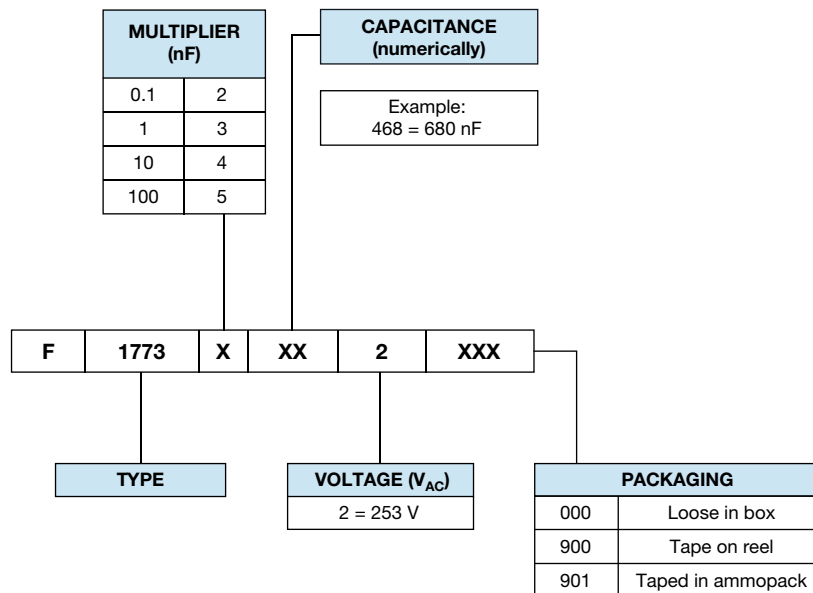 MULTIPLIER
(nF)
0.1 2
1 3
10 4
100 5
CAPACITANCE
(numerically)
Example:
468 = 680 nF
F 1773 X XX 2 XXX
TYPE
VOLTAGE (VAC)
2 = 253 V
PACKAGING
000 Loose in box
900 Tape on reel
901 Taped in ammopack